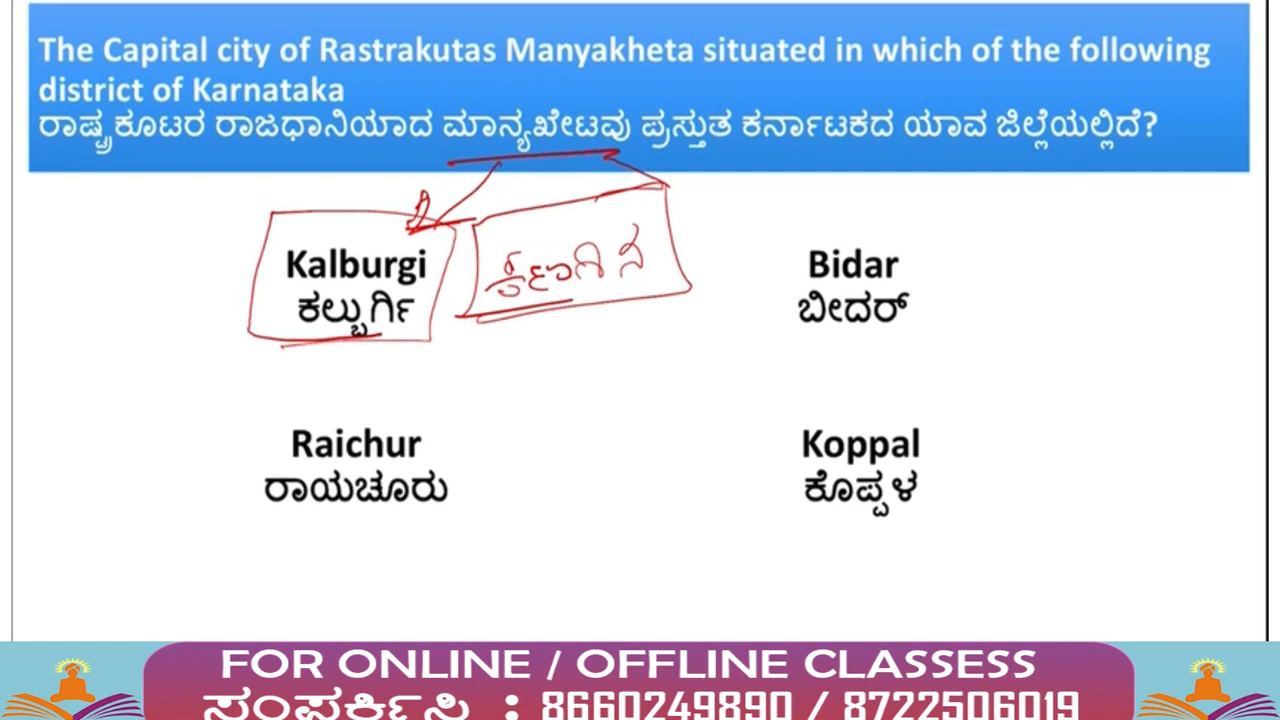 The Capital city of Rastrakutas Manyakheta situated in which of the following
district of Karnataka
ರಾಷ್ಟ್ರಕೂಟರ ರಾಜಧಾನಿಯಾದ ಮಾನ್ಯಖೇಟವು ಪ್ರಸ್ತುತ ಕರ್ನಾಟಕದ ಯಾವ ಜಿಲ್ಲೆಯಲ್ಲಿದೆ?
Kalburgi
ಕಲ್ಬುರ್ಗಿ
Bidar
ಬೀದರ್
Raichur
ರಾಯಚೂರು
Koppal
ಕೊಪ್ಪಳ
FOR ONLINE / OFFLINE CLASSESS
ಸಂಪರ್ಕಿಸಿ : 8660249890 / 8722506019